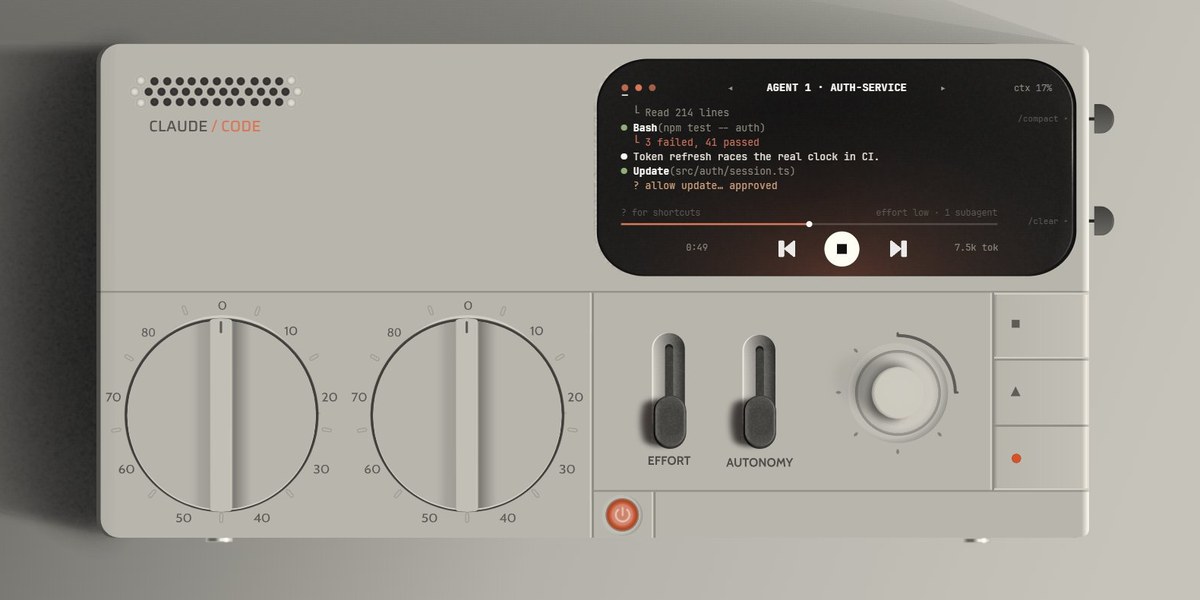 CLAUDE / CODE
◂ AGENT 1 · AUTH-SERVICE ▸ ctx 17%
└ Read 214 lines
/compact •
● Bash(npm test -- auth)
└ 3 failed, 41 passed
● Token refresh races the real clock in CI.
● Update(src/auth/session.ts)
? allow update… approved
? for shortcuts effort low · 1 subagent
/clear •
0:49 7.5k tok
0
10
20
30
40
50
60
70
80
0
10
20
30
40
50
60
70
80
EFFORT
AUTONOMY